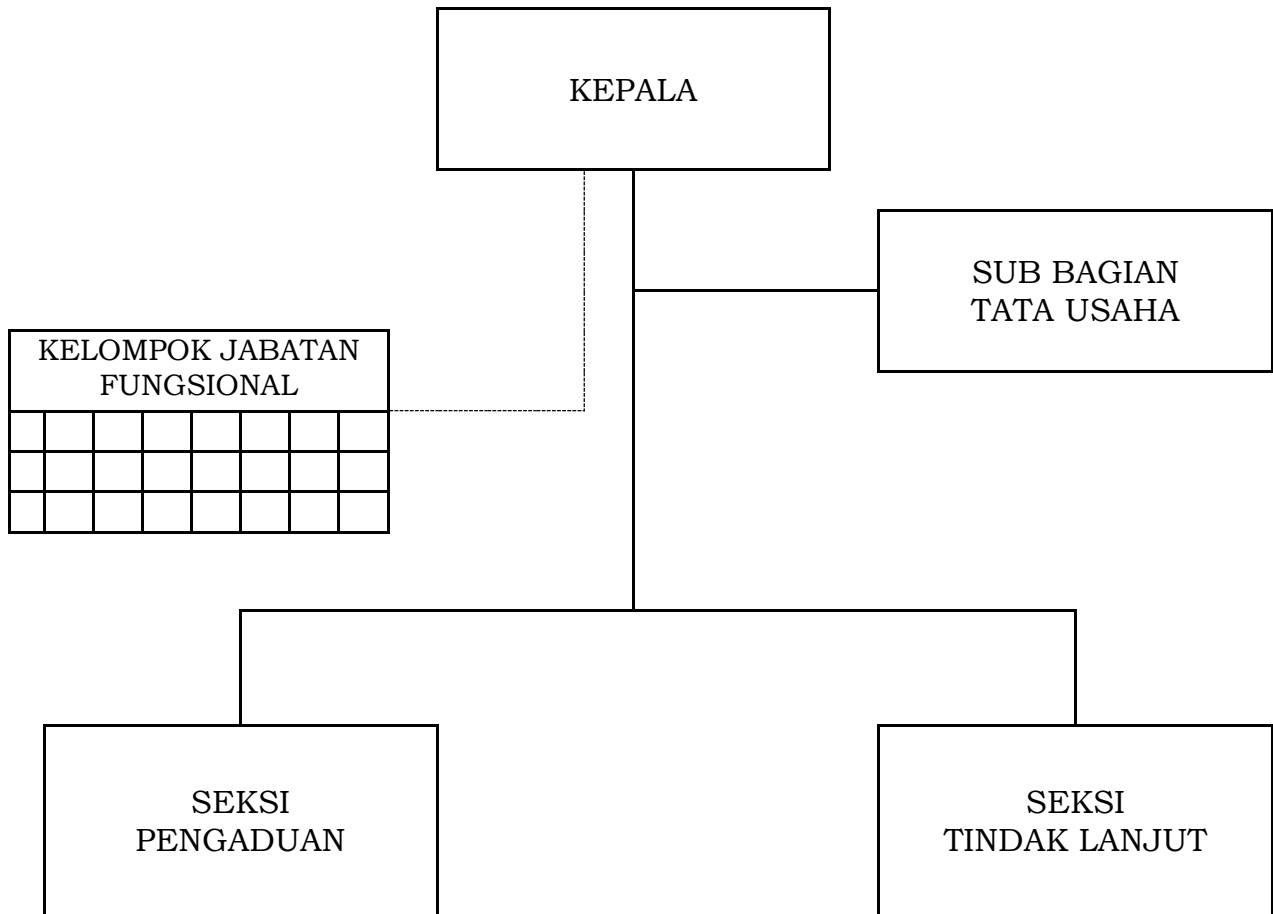 KEPALA
SUB BAGIAN
TATA USAHA
KELOMPOK JABATAN
FUNGSIONAL
SEKSI
PENGADUAN
SEKSI
TINDAK LANJUT